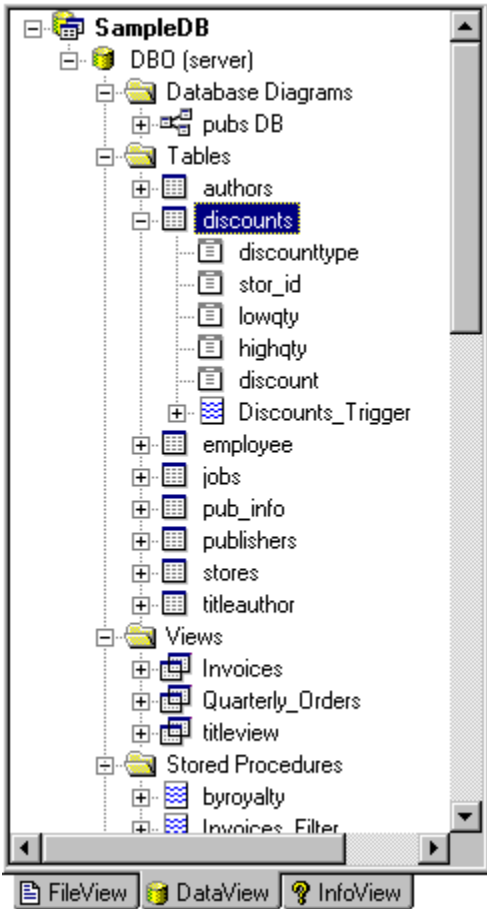 SampleDB
DBO (server)
Database Diagrams
pubs DB
Tables
authors
discounts
discounttype
stor_id
lowqty
highqty
discount
Discounts_Trigger
employee
jobs
pub_info
publishers
stores
titleauthor
Views
Invoices
Quarterly_Orders
titleview
Stored Procedures
byroyalty
Invoices_Filter
FileView DataView InfoView